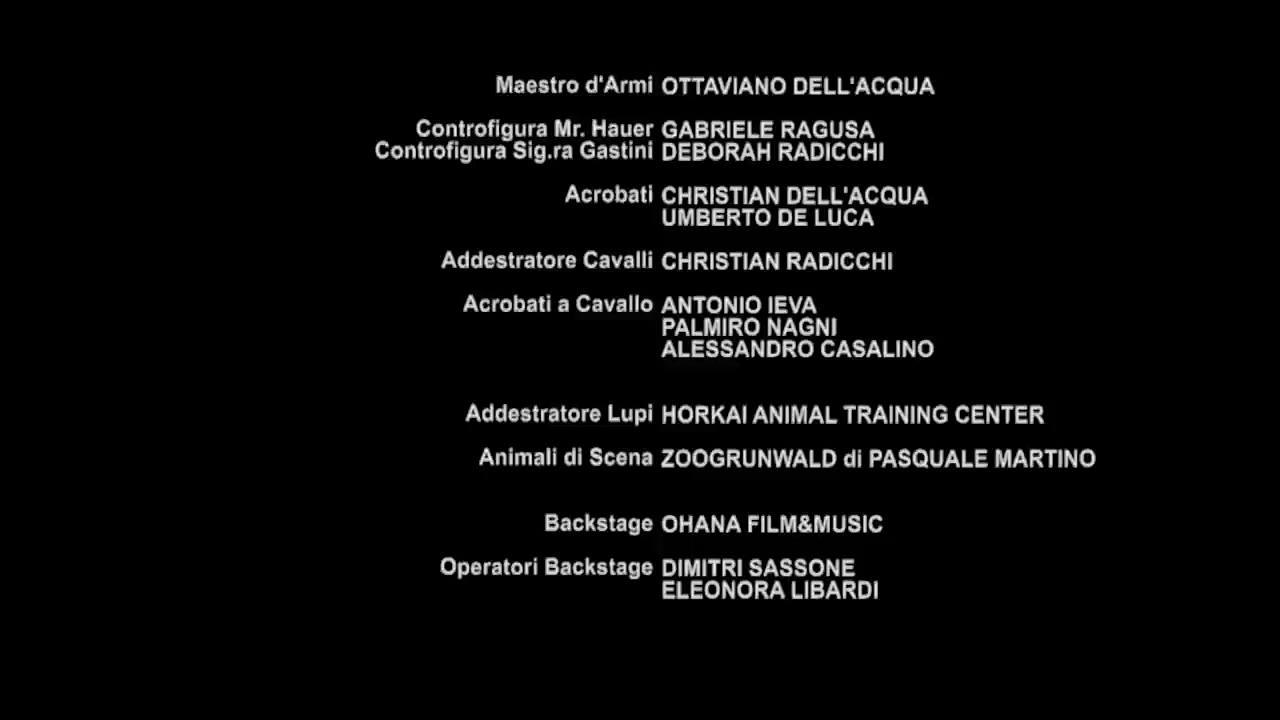 Maestro d'Armi OTTAVIANO DELL'ACQUA
Controfigura Mr. Hauer GABRIELE RAGUSA
Controfigura Sig.ra Gastini DEBORAH RADICCHI
Acrobati CHRISTIAN DELL'ACQUA
UMBERTO DE LUCA
Addestratore Cavalli CHRISTIAN RADICCHI
Acrobati a Cavallo ANTONIO IEVA
PALMIRO NAGNI
ALESSANDRO CASALINO
Addestratore Lupi HORKAI ANIMAL TRAINING CENTER
Animali di Scena ZOOGRUNWALD di PASQUALE MARTINO
Backstage OHANA FILM&MUSIC
Operatori Backstage DIMITRI SASSONE
ELEONORA LIBARDI